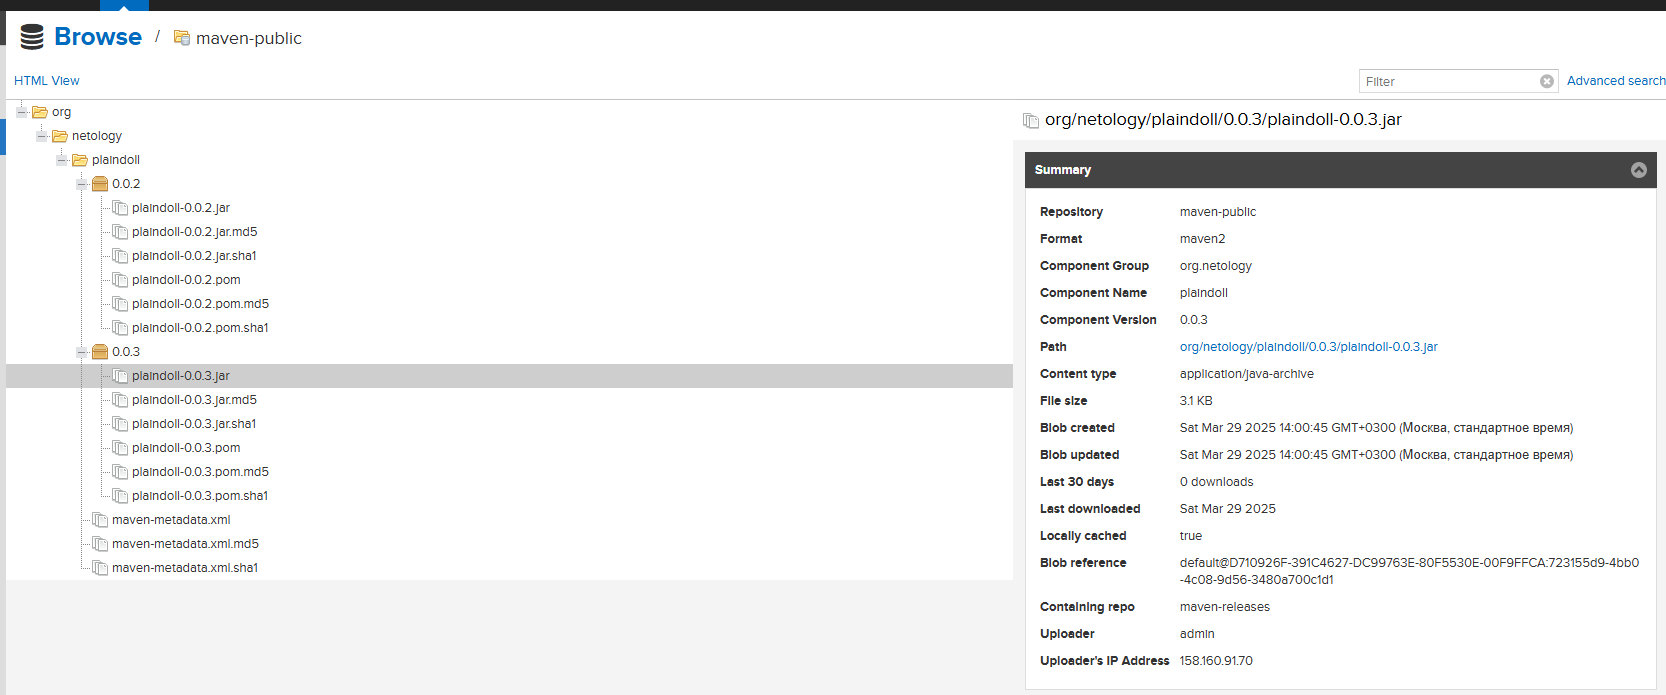 Browse / maven-public
HTML View
Filter
Advanced search
org
netology
plaindoll
0.0.2
plaindoll-0.0.2.jar
plaindoll-0.0.2.jar.md5
plaindoll-0.0.2.jar.sha1
plaindoll-0.0.2.pom
plaindoll-0.0.2.pom.md5
plaindoll-0.0.2.pom.sha1
0.0.3
plaindoll-0.0.3.jar
plaindoll-0.0.3.jar.md5
plaindoll-0.0.3.jar.sha1
plaindoll-0.0.3.pom
plaindoll-0.0.3.pom.md5
plaindoll-0.0.3.pom.sha1
maven-metadata.xml
maven-metadata.xml.md5
maven-metadata.xml.sha1
org/netology/plaindoll/0.0.3/plaindoll-0.0.3.jar
Summary
Repository maven-public
Format maven2
Component Group org.netology
Component Name plaindoll
Component Version 0.0.3
Path org/netology/plaindoll/0.0.3/plaindoll-0.0.3.jar
Content type application/java-archive
File size 3.1 KB
Blob created Sat Mar 29 2025 14:00:45 GMT+0300 (Москва, стандартное время)
Blob updated Sat Mar 29 2025 14:00:45 GMT+0300 (Москва, стандартное время)
Last 30 days 0 downloads
Last downloaded Sat Mar 29 2025
Locally cached true
Blob reference default@D710926F-391C4627-DC99763E-80F5530E-00F9FFCA:723155d9-4bb0
-4c08-9d56-3480a700c1d1
Containing repo maven-releases
Uploader admin
Uploader's IP Address 158.160.91.70